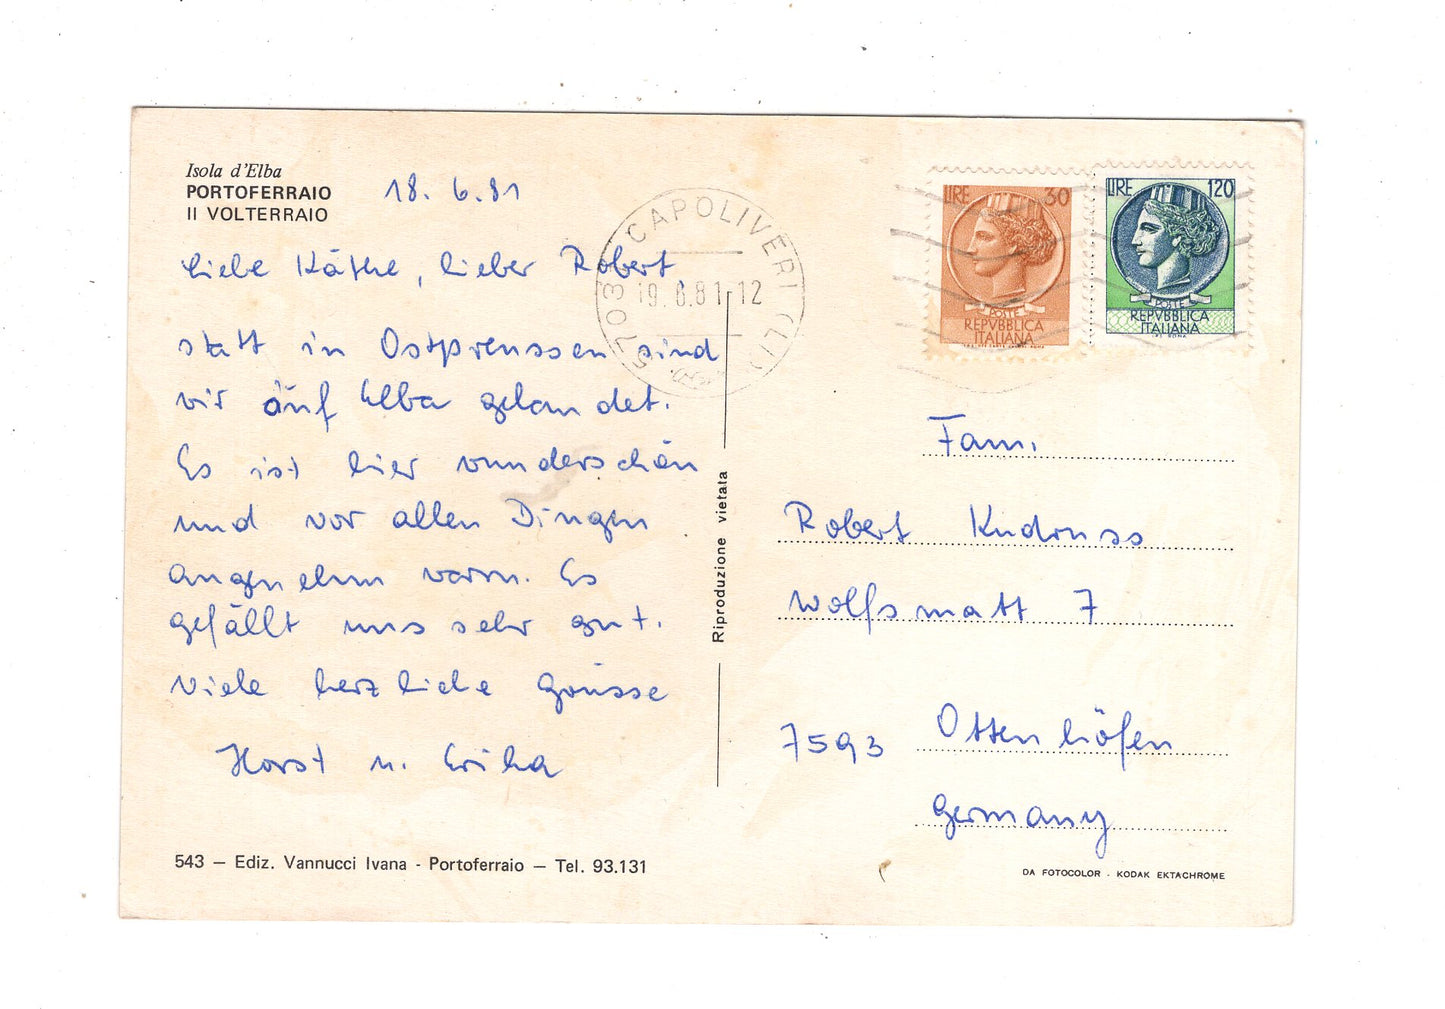 Isola d'Elba
PORTOFERRAIO
Il VOLTERRAIO
18. 6. 81
Liebe Käthe, lieber Robert
statt in Ostpreussen sind
wir auf Elba gelandet.
Es ist hier wunderschön
und vor allen Dingen
angenehm warm. Es
gefällt uns sehr gut.
Viele herzliche Grüsse
Horst u. Erika
543 – Ediz. Vannucci Ivana - Portoferraio – Tel. 93.131
Riproduzione vietata
5703 CAPOLIVERI (LI)
19.6.81-12
LIRE 30
POSTE
REPVBBLICA
ITALIANA
LIRE 120
POSTE
REPVBBLICA
ITALIANA
Fam.
Robert
Wolfsmatt 7
7593 Ottenhöfen
Germany
DA FOTOCOLOR - KODAK EKTACHROME